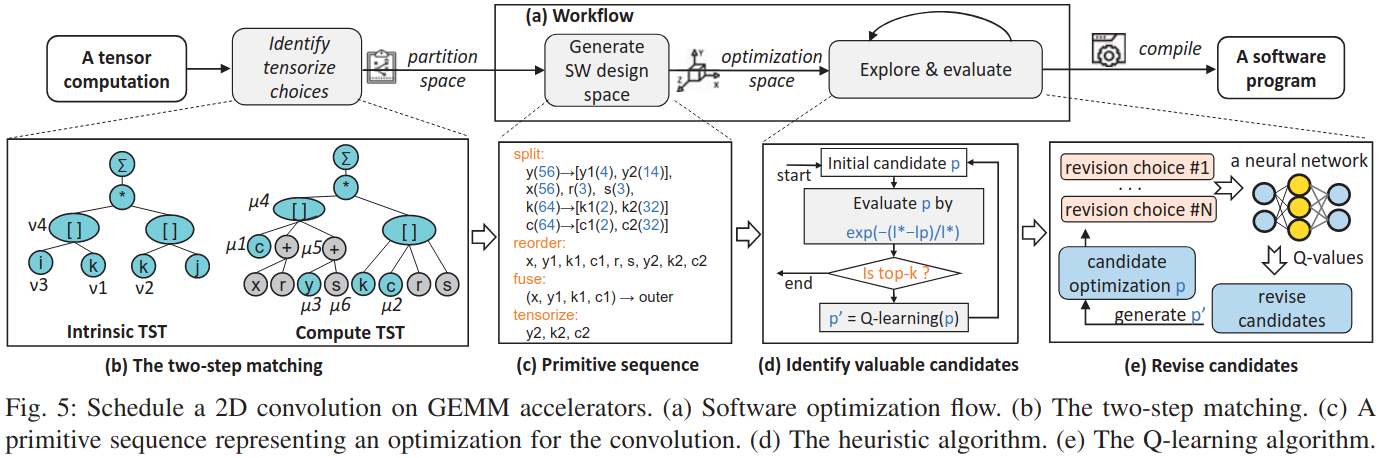 (a) Workflow
A tensor
computation
Identify
tensorize
choices
partition
space
Generate
SW design
space
Y
Z
X
optimization
space
Explore & evaluate
compile
A software
program
Σ
*
ν4
[ ]
[ ]
i
k
k
j
ν3
ν1
ν2
Intrinsic TST
Σ
*
μ4
[ ]
[ ]
μ1
c
+
μ5
+
x
r
y
s
k
c
r
s
μ3
μ6
μ2
Compute TST
(b) The two-step matching
split:
y(56)→[y1(4), y2(14)],
x(56), r(3), s(3),
k(64)→[k1(2), k2(32)]
c(64)→[c1(2), c2(32)]
reorder:
x, y1, k1, c1, r, s, y2, k2, c2
fuse:
(x, y1, k1, c1) → outer
tensorize:
y2, k2, c2
(c) Primitive sequence
start
Initial candidate p
Evaluate p by
exp(−(l*−lp)/l*)
Is top-k ?
end
p’ = Q-learning(p)
(d) Identify valuable candidates
revision choice #1
. . .
revision choice #N
a neural network
Q-values
candidate
optimization p
generate p’
revise
candidates
(e) Revise candidates
Fig. 5: Schedule a 2D convolution on GEMM accelerators. (a) Software optimization flow. (b) The two-step matching. (c) A
primitive sequence representing an optimization for the convolution. (d) The heuristic algorithm. (e) The Q-learning algorithm.